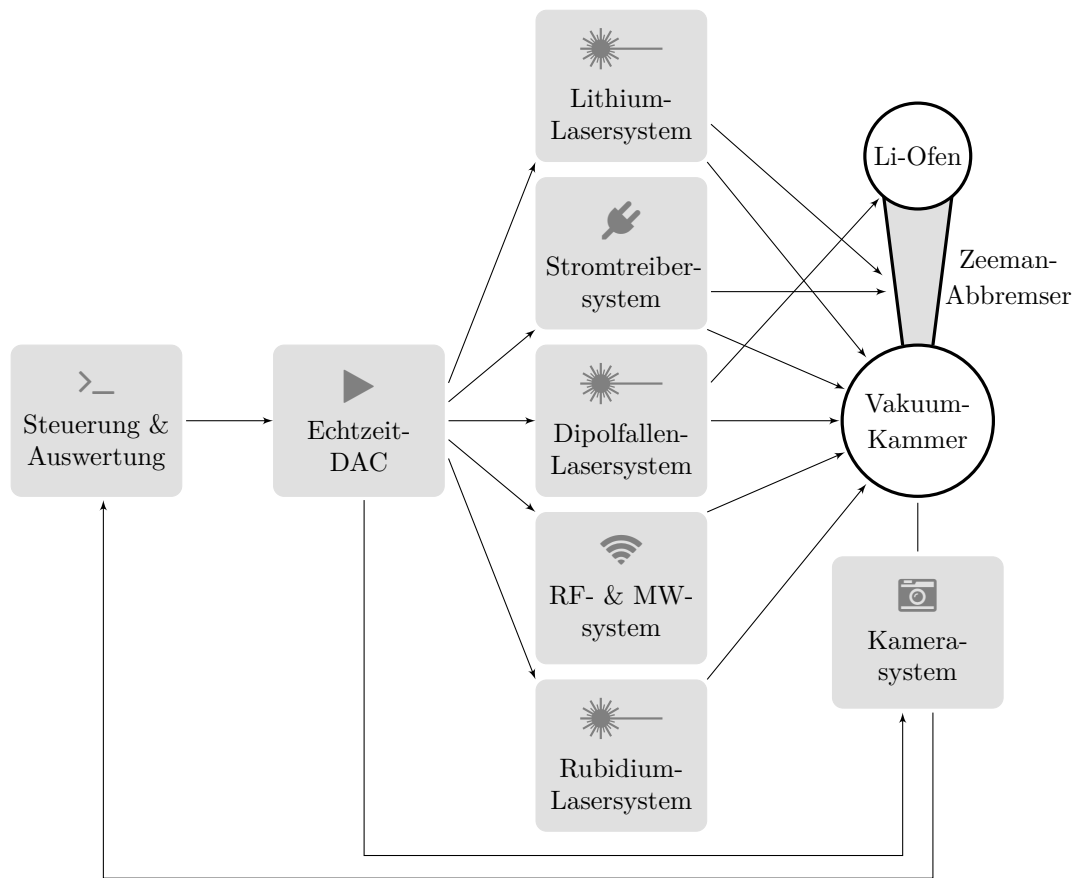 Lithium-
Lasersystem
Li-Ofen
Stromtreiber-
system
Zeeman-
Abbremser
Steuerung &
Auswertung
Echtzeit-
DAC
Dipolfallen-
Lasersystem
Vakuum-
Kammer
RF- & MW-
system
Kamera-
system
Rubidium-
Lasersystem